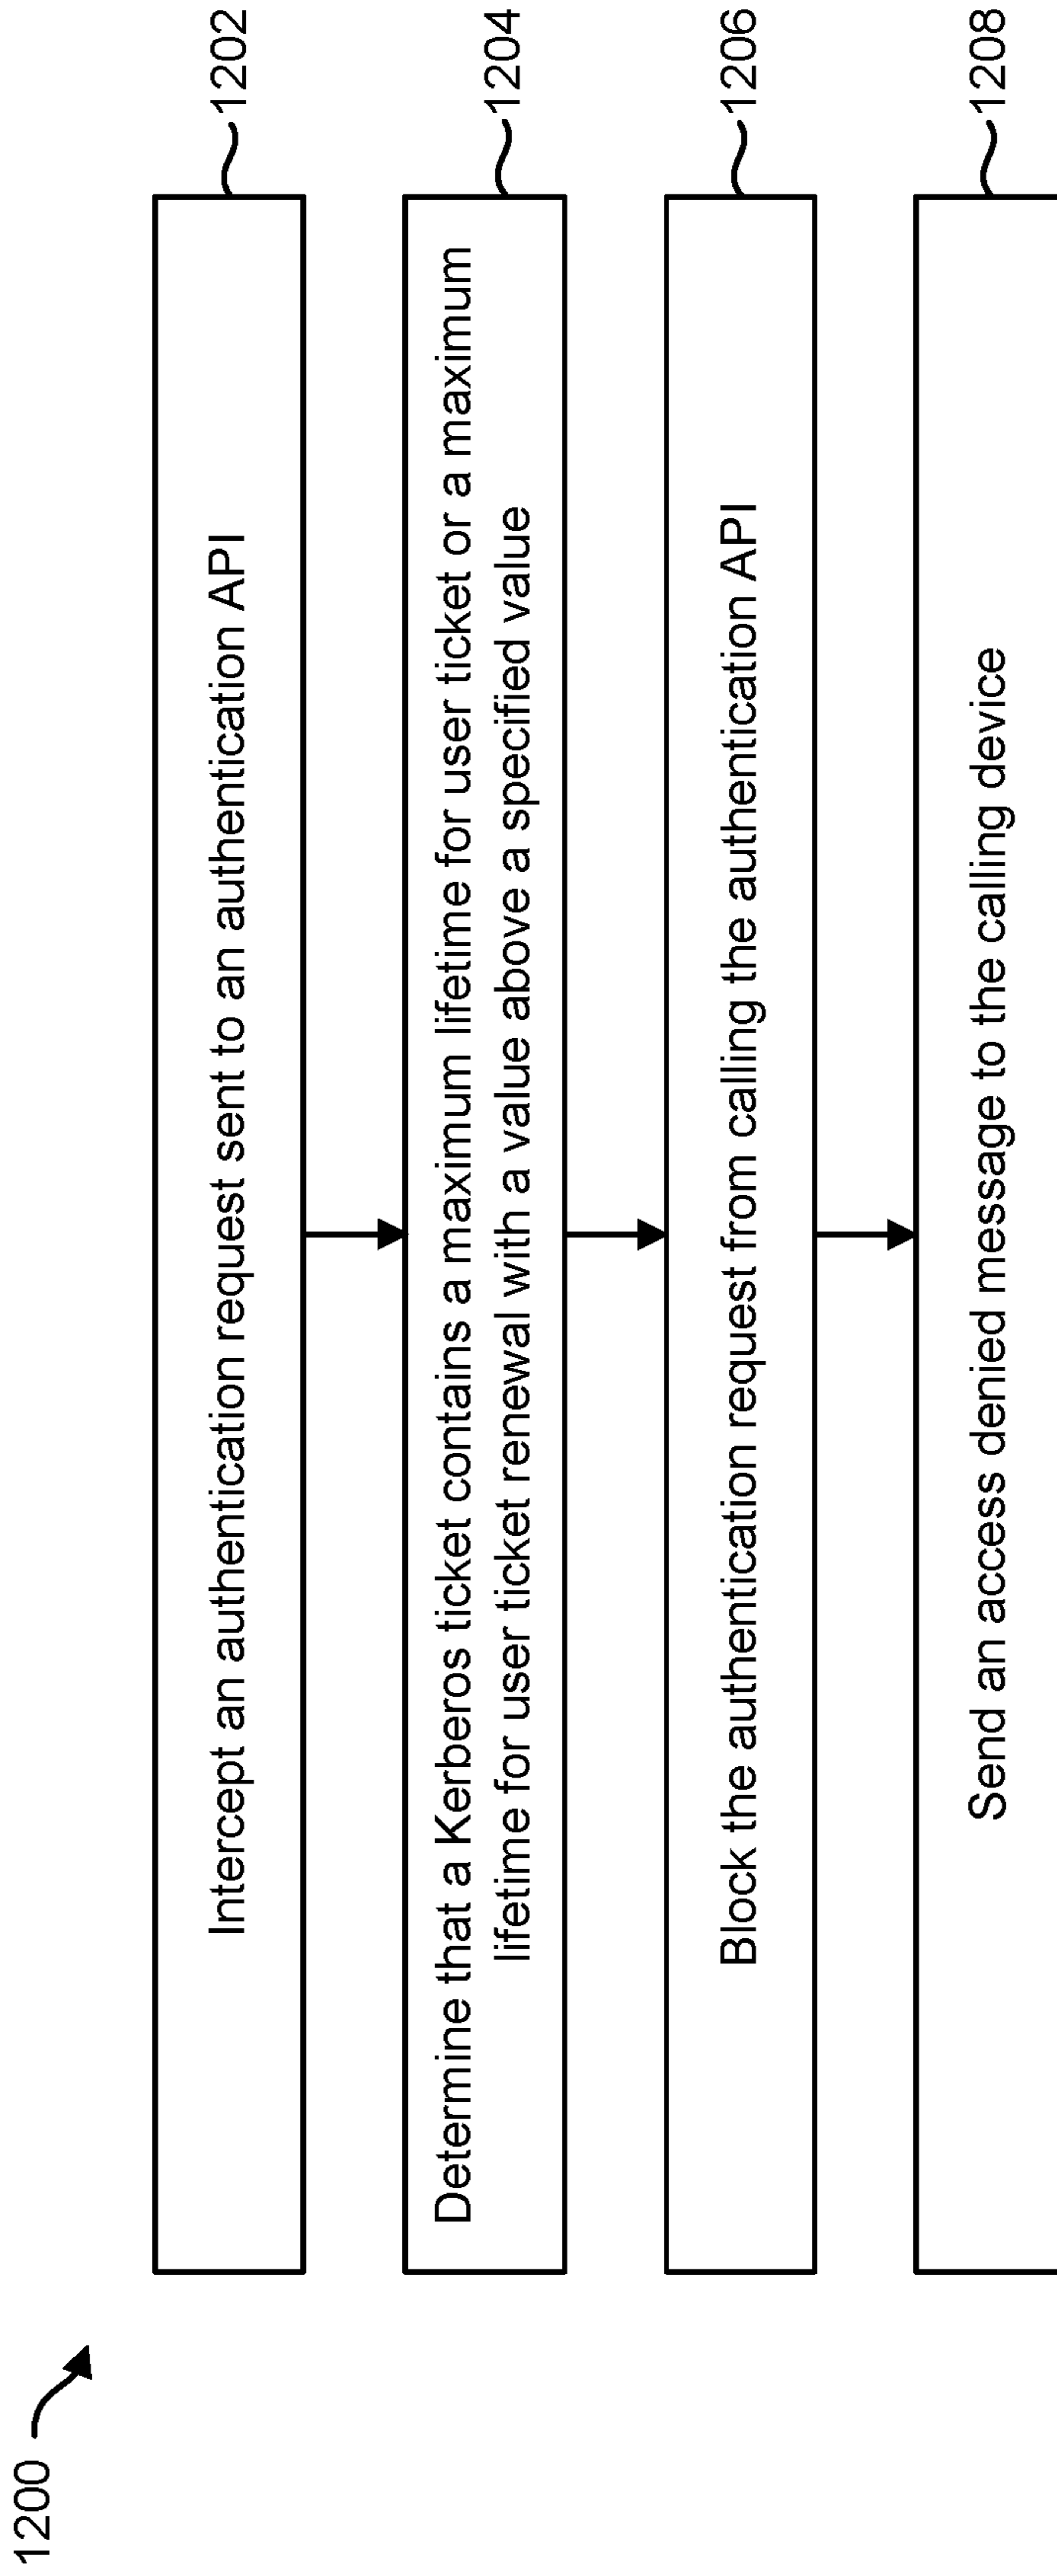 1200
Intercept an authentication request sent to an authentication API
1202
Determine that a Kerberos ticket contains a maximum lifetime for user ticket or a maximum
lifetime for user ticket renewal with a value above a specified value
1204
Block the authentication request from calling the authentication API
1206
Send an access denied message to the calling device
1208